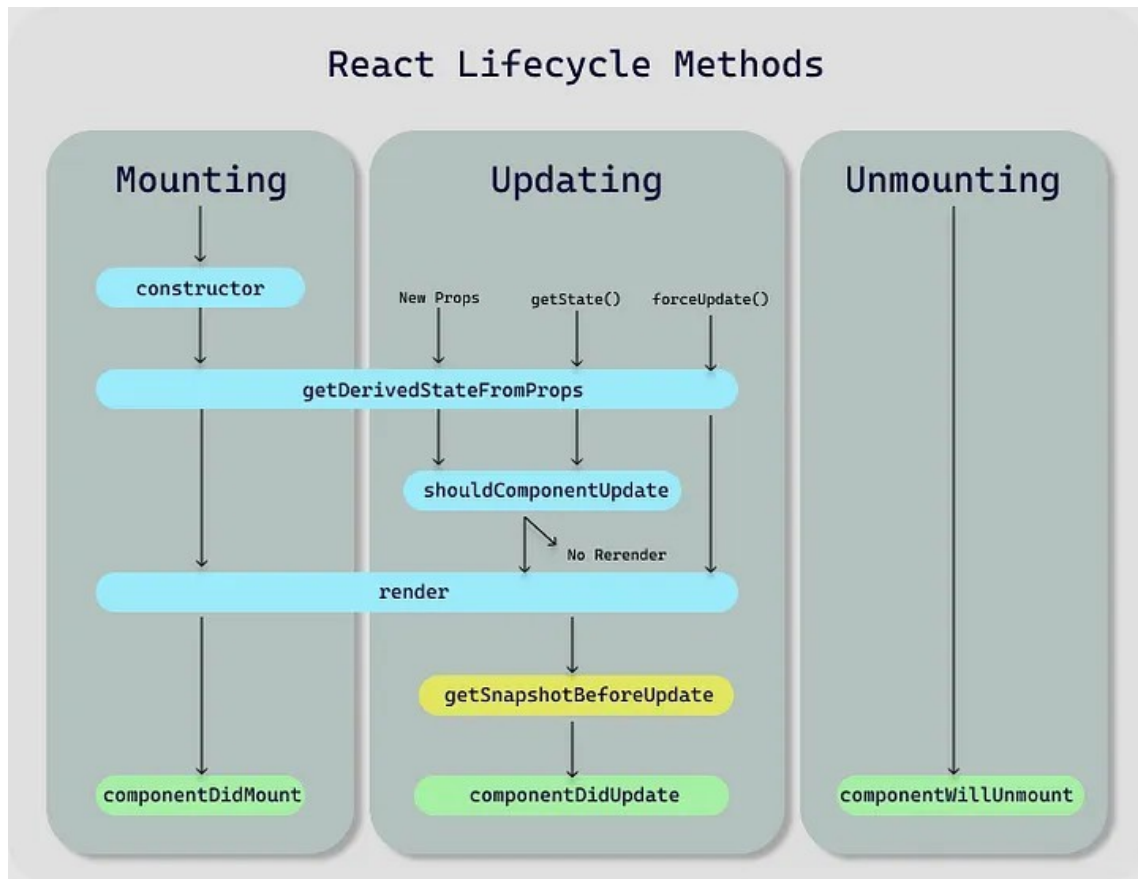 React Lifecycle Methods
Mounting
Updating
Unmounting
constructor
New Props
getState()
forceUpdate()
getDerivedStateFromProps
shouldComponentUpdate
No Rerender
render
getSnapshotBeforeUpdate
componentDidMount
componentDidUpdate
componentWillUnmount